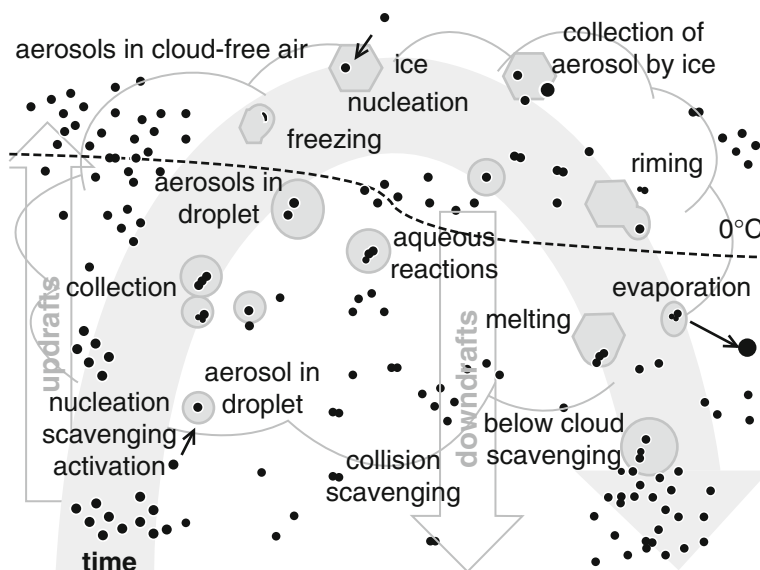 aerosols in cloud-free air
collection of
aerosol by ice
ice
nucleation
freezing
riming
aerosols in
droplet
0°C
aqueous
reactions
collection
evaporation
updrafts
melting
downdrafts
aerosol in
droplet
nucleation
scavenging
activation
below cloud
scavenging
collision
scavenging
time